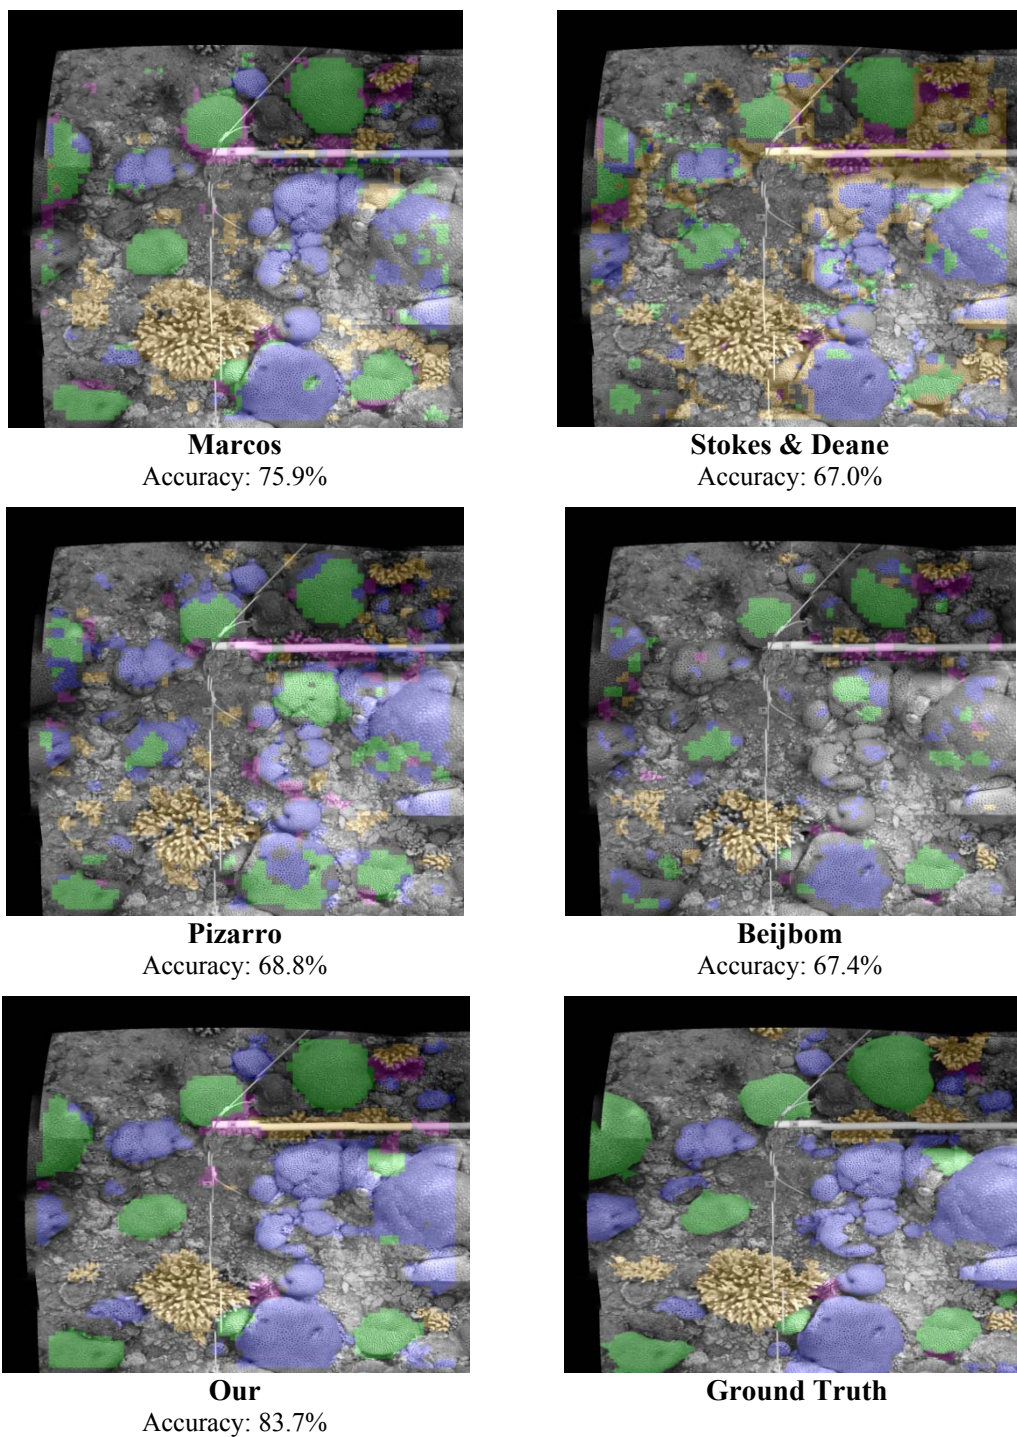 Marcos
Accuracy: 75.9%
Stokes & Deane
Accuracy: 67.0%
Pizarro
Accuracy: 68.8%
Beijbom
Accuracy: 67.4%
Our
Accuracy: 83.7%
Ground Truth